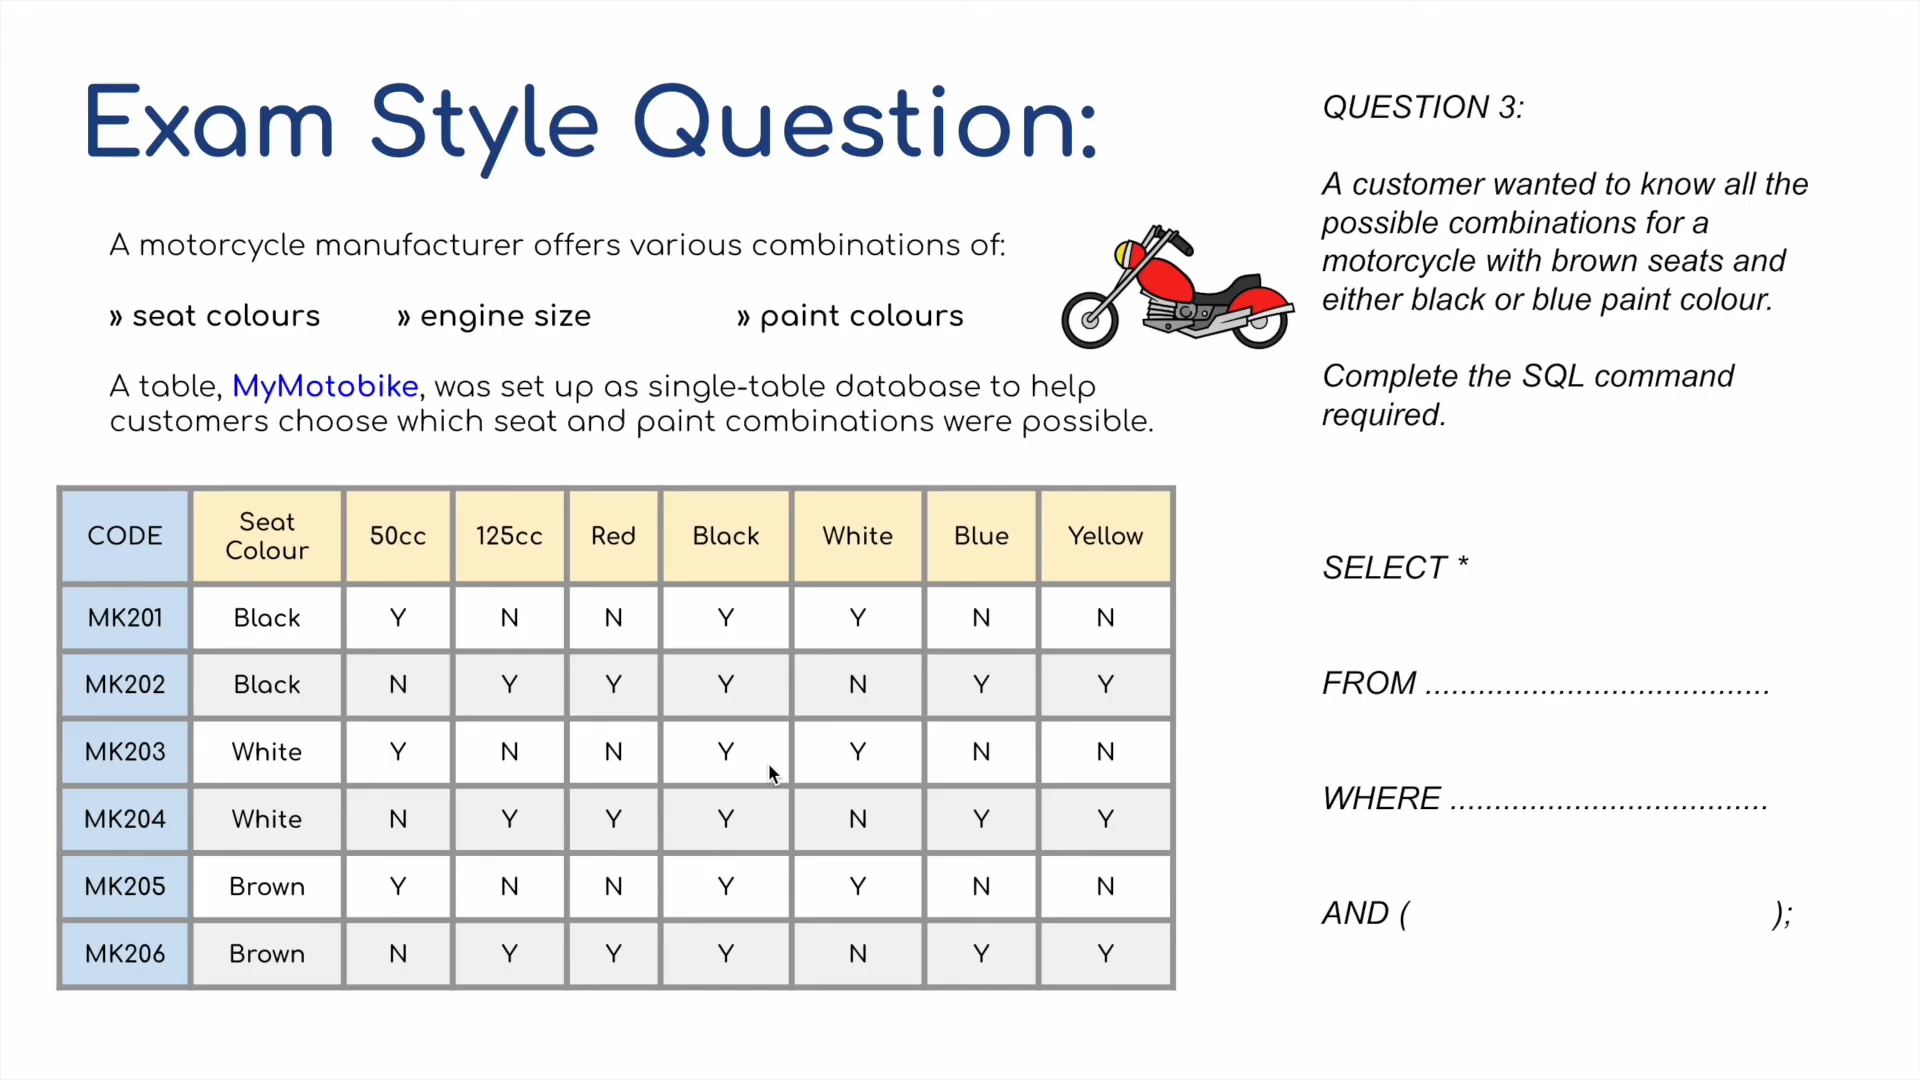 Exam Style Question:
A motorcycle manufacturer offers various combinations of:
» seat colours » engine size » paint colours
A table, MyMotobike, was set up as single-table database to help
customers choose which seat and paint combinations were possible.
CODE Seat Colour 50cc 125cc Red Black White Blue Yellow
MK201 Black Y N N Y Y N N
MK202 Black N Y Y Y N Y Y
MK203 White Y N N Y Y N N
MK204 White N Y Y Y N Y Y
MK205 Brown Y N N Y Y N N
MK206 Brown N Y Y Y N Y Y
QUESTION 3:
A customer wanted to know all the
possible combinations for a
motorcycle with brown seats and
either black or blue paint colour.
Complete the SQL command
required.
SELECT *
FROM .......................................
WHERE ....................................
AND ( );